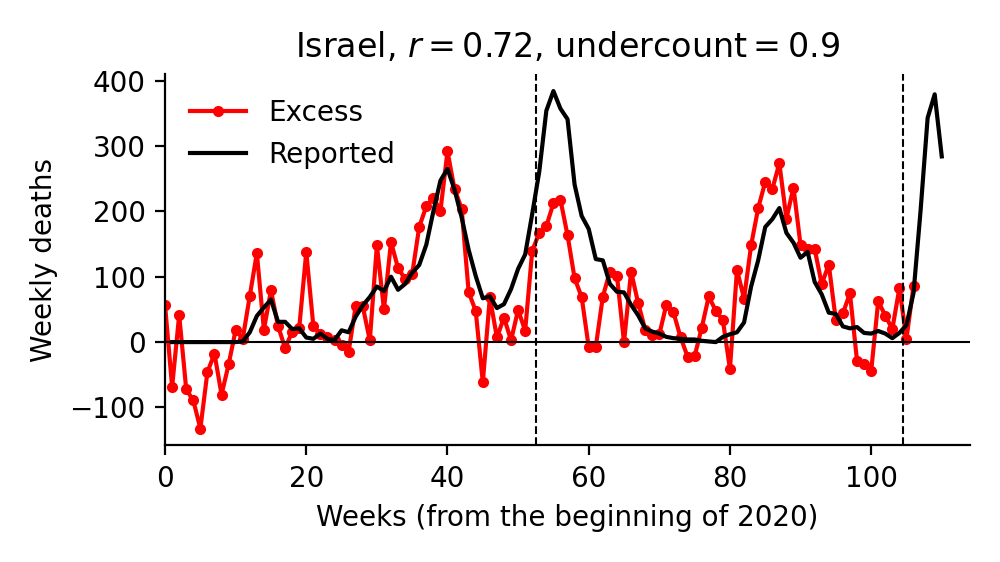 Israel, r = 0.72, undercount = 0.9
400
300
200
100
0
−100
Weekly deaths
Excess
Reported
0 20 40 60 80 100
Weeks (from the beginning of 2020)